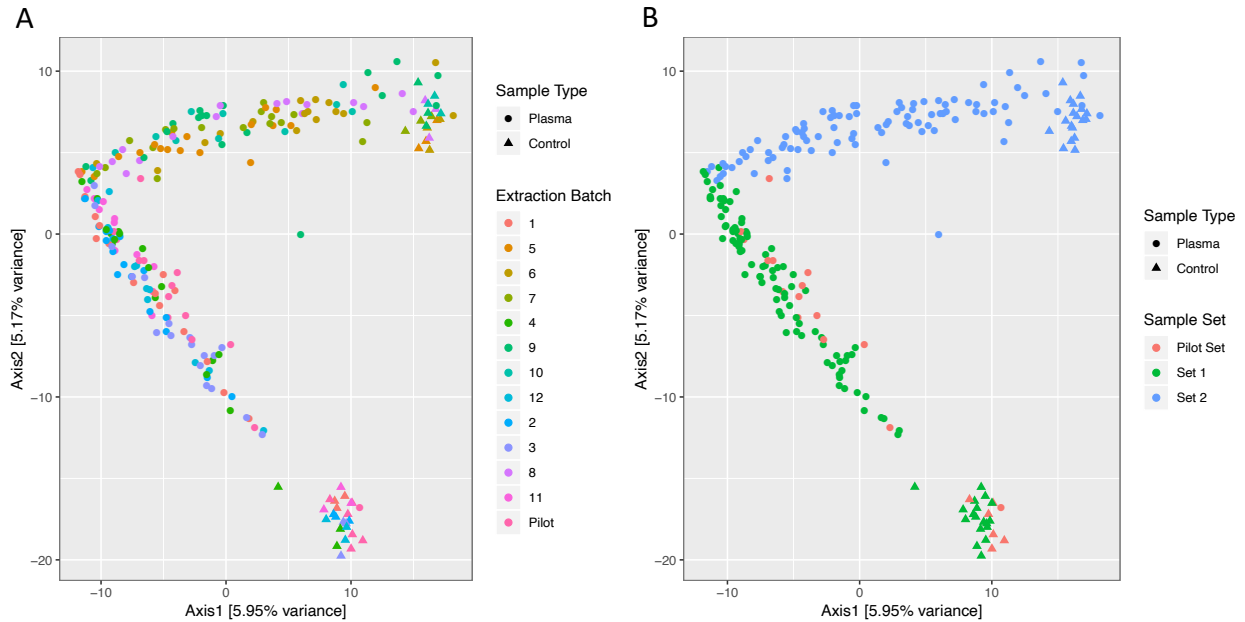 A
10
0
−10
−20
−10
0
10
Axis1 [5.95% variance]
Axis2 [5.17% variance]
Sample Type
Plasma
Control
Extraction Batch
1
5
6
7
4
9
10
12
2
3
8
11
Pilot
B
10
0
−10
−20
−10
0
10
Axis1 [5.95% variance]
Axis2 [5.17% variance]
Sample Type
Plasma
Control
Sample Set
Pilot Set
Set 1
Set 2